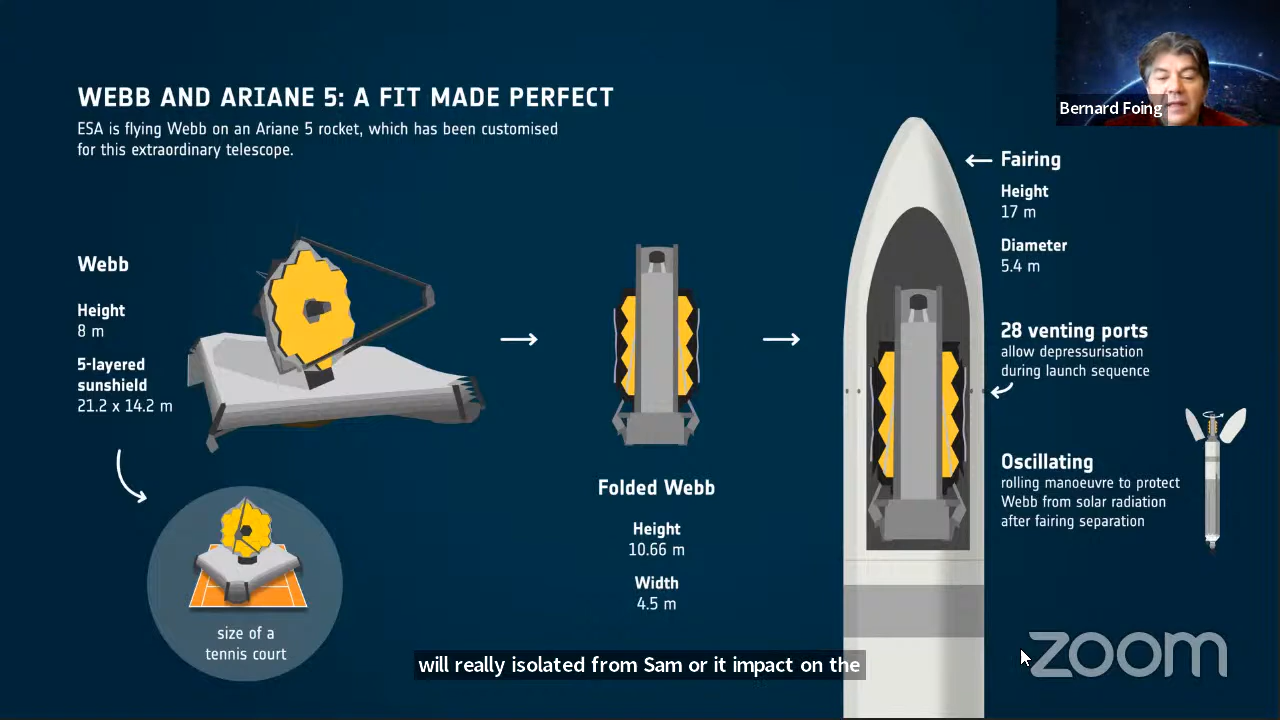 WEBB AND ARIANE 5: A FIT MADE PERFECT
ESA is flying Webb on an Ariane 5 rocket, which has been customised
for this extraordinary telescope.
Bernard Foing
Webb
Height
8 m
5-layered
sunshield
21.2 x 14.2 m
size of a
tennis court
Folded Webb
Height
10.66 m
Width
4.5 m
Fairing
Height
17 m
Diameter
5.4 m
28 venting ports
allow depressurisation
during launch sequence
Oscillating
rolling manoeuvre to protect
Webb from solar radiation
after fairing separation
will really isolated from Sam or it impact on the
zoom